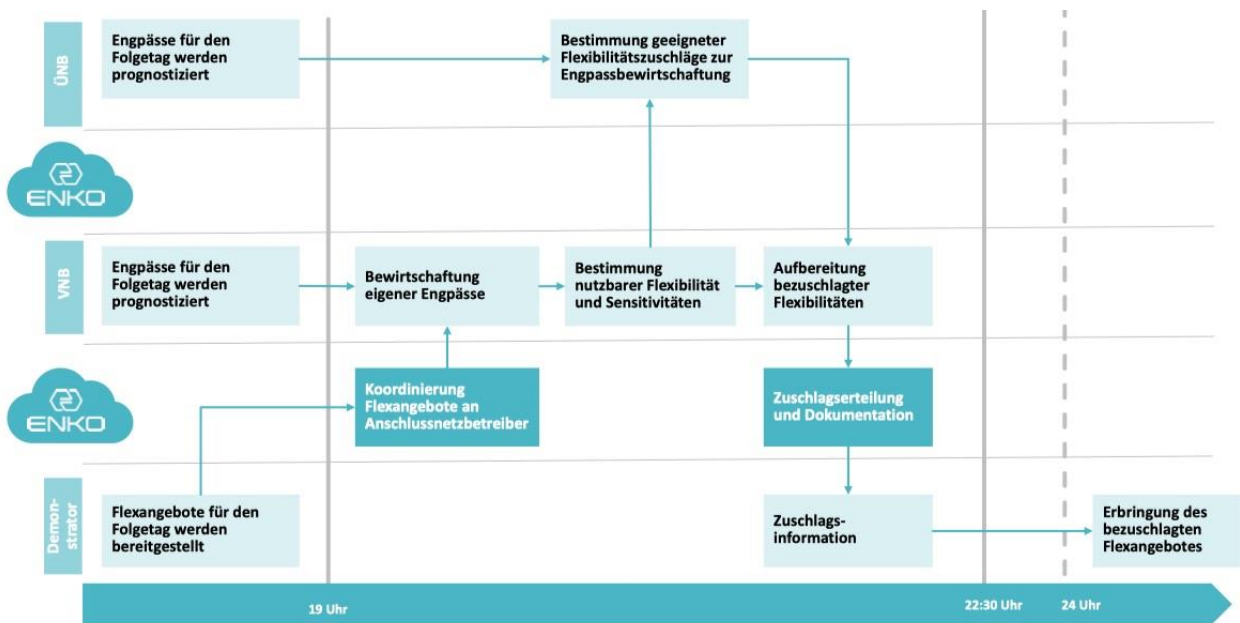 ÜNB
Engpässe für den
Folgetag werden
prognostiziert
Bestimmung geeigneter
Flexibilitätszuschläge zur
Engpassbewirtschaftung
ENKO
VNB
Engpässe für den
Folgetag werden
prognostiziert
Bewirtschaftung
eigener Engpässe
Bestimmung
nutzbarer Flexibilität
und Sensitivitäten
Aufbereitung
bezuschlagter
Flexibilitäten
ENKO
Koordinierung
Flexangebote an
Anschlussnetzbetreiber
Zuschlagserteilung
und Dokumentation
Demon-
strator
Flexangebote für den
Folgetag werden
bereitgestellt
Zuschlags-
information
Erbringung des
bezuschlagten
Flexangebotes
19 Uhr
22:30 Uhr
24 Uhr